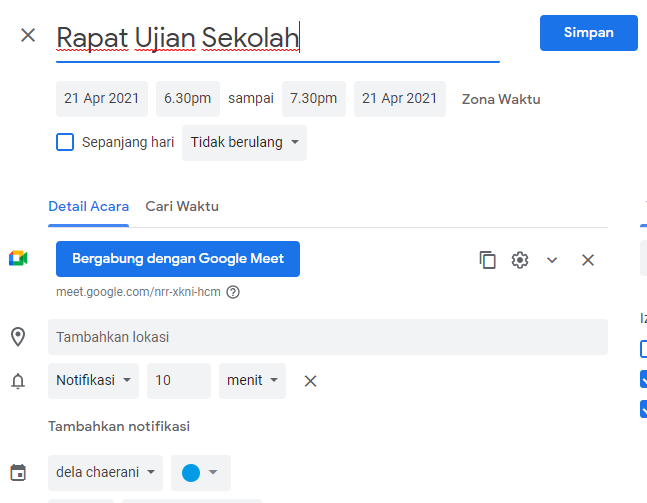 Rapat Ujian Sekolah
Simpan
21 Apr 2021 6.30pm sampai 7.30pm 21 Apr 2021 Zona Waktu
Sepanjang hari Tidak berulang
Detail Acara Cari Waktu
Bergabung dengan Google Meet
meet.google.com/nrr-xkni-hcm
Tambahkan lokasi
Notifikasi 10 menit
Tambahkan notifikasi
dela chaerani